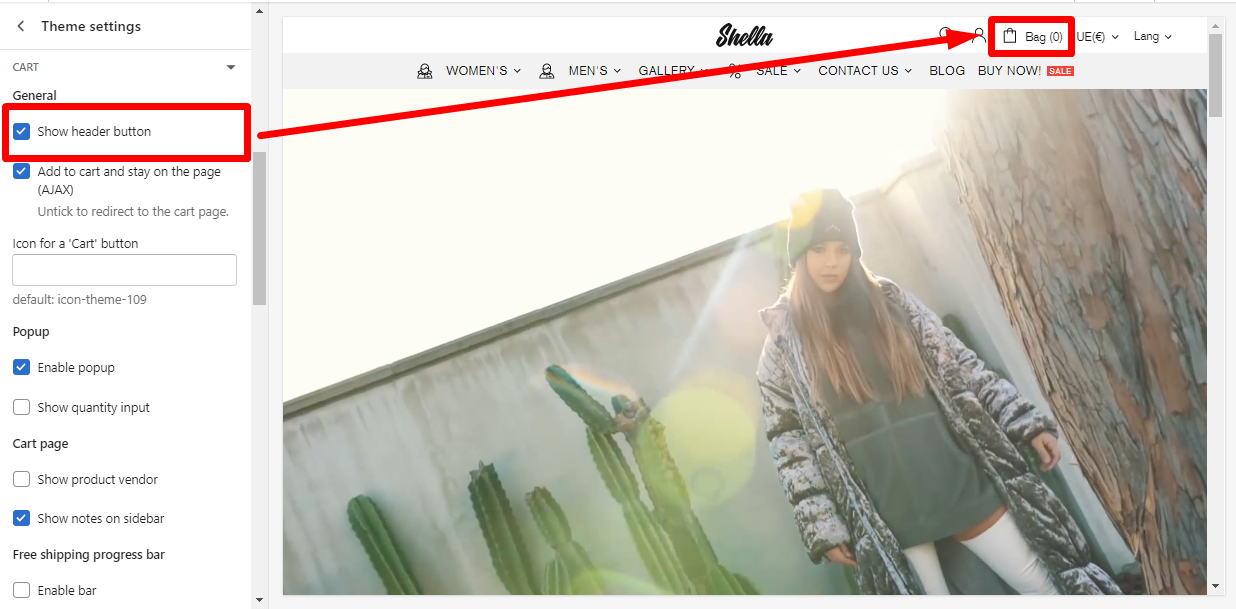 Theme settings
CART
General
Show header button
Add to cart and stay on the page
(AJAX)
Untick to redirect to the cart page.
Icon for a 'Cart' button
default: icon-theme-109
Popup
Enable popup
Show quantity input
Cart page
Show product vendor
Show notes on sidebar
Free shipping progress bar
Enable bar
Shella
Bag (0) UE(€) Lang
WOMEN'S MEN'S GALLERY % SALE CONTACT US BLOG BUY NOW! SALE